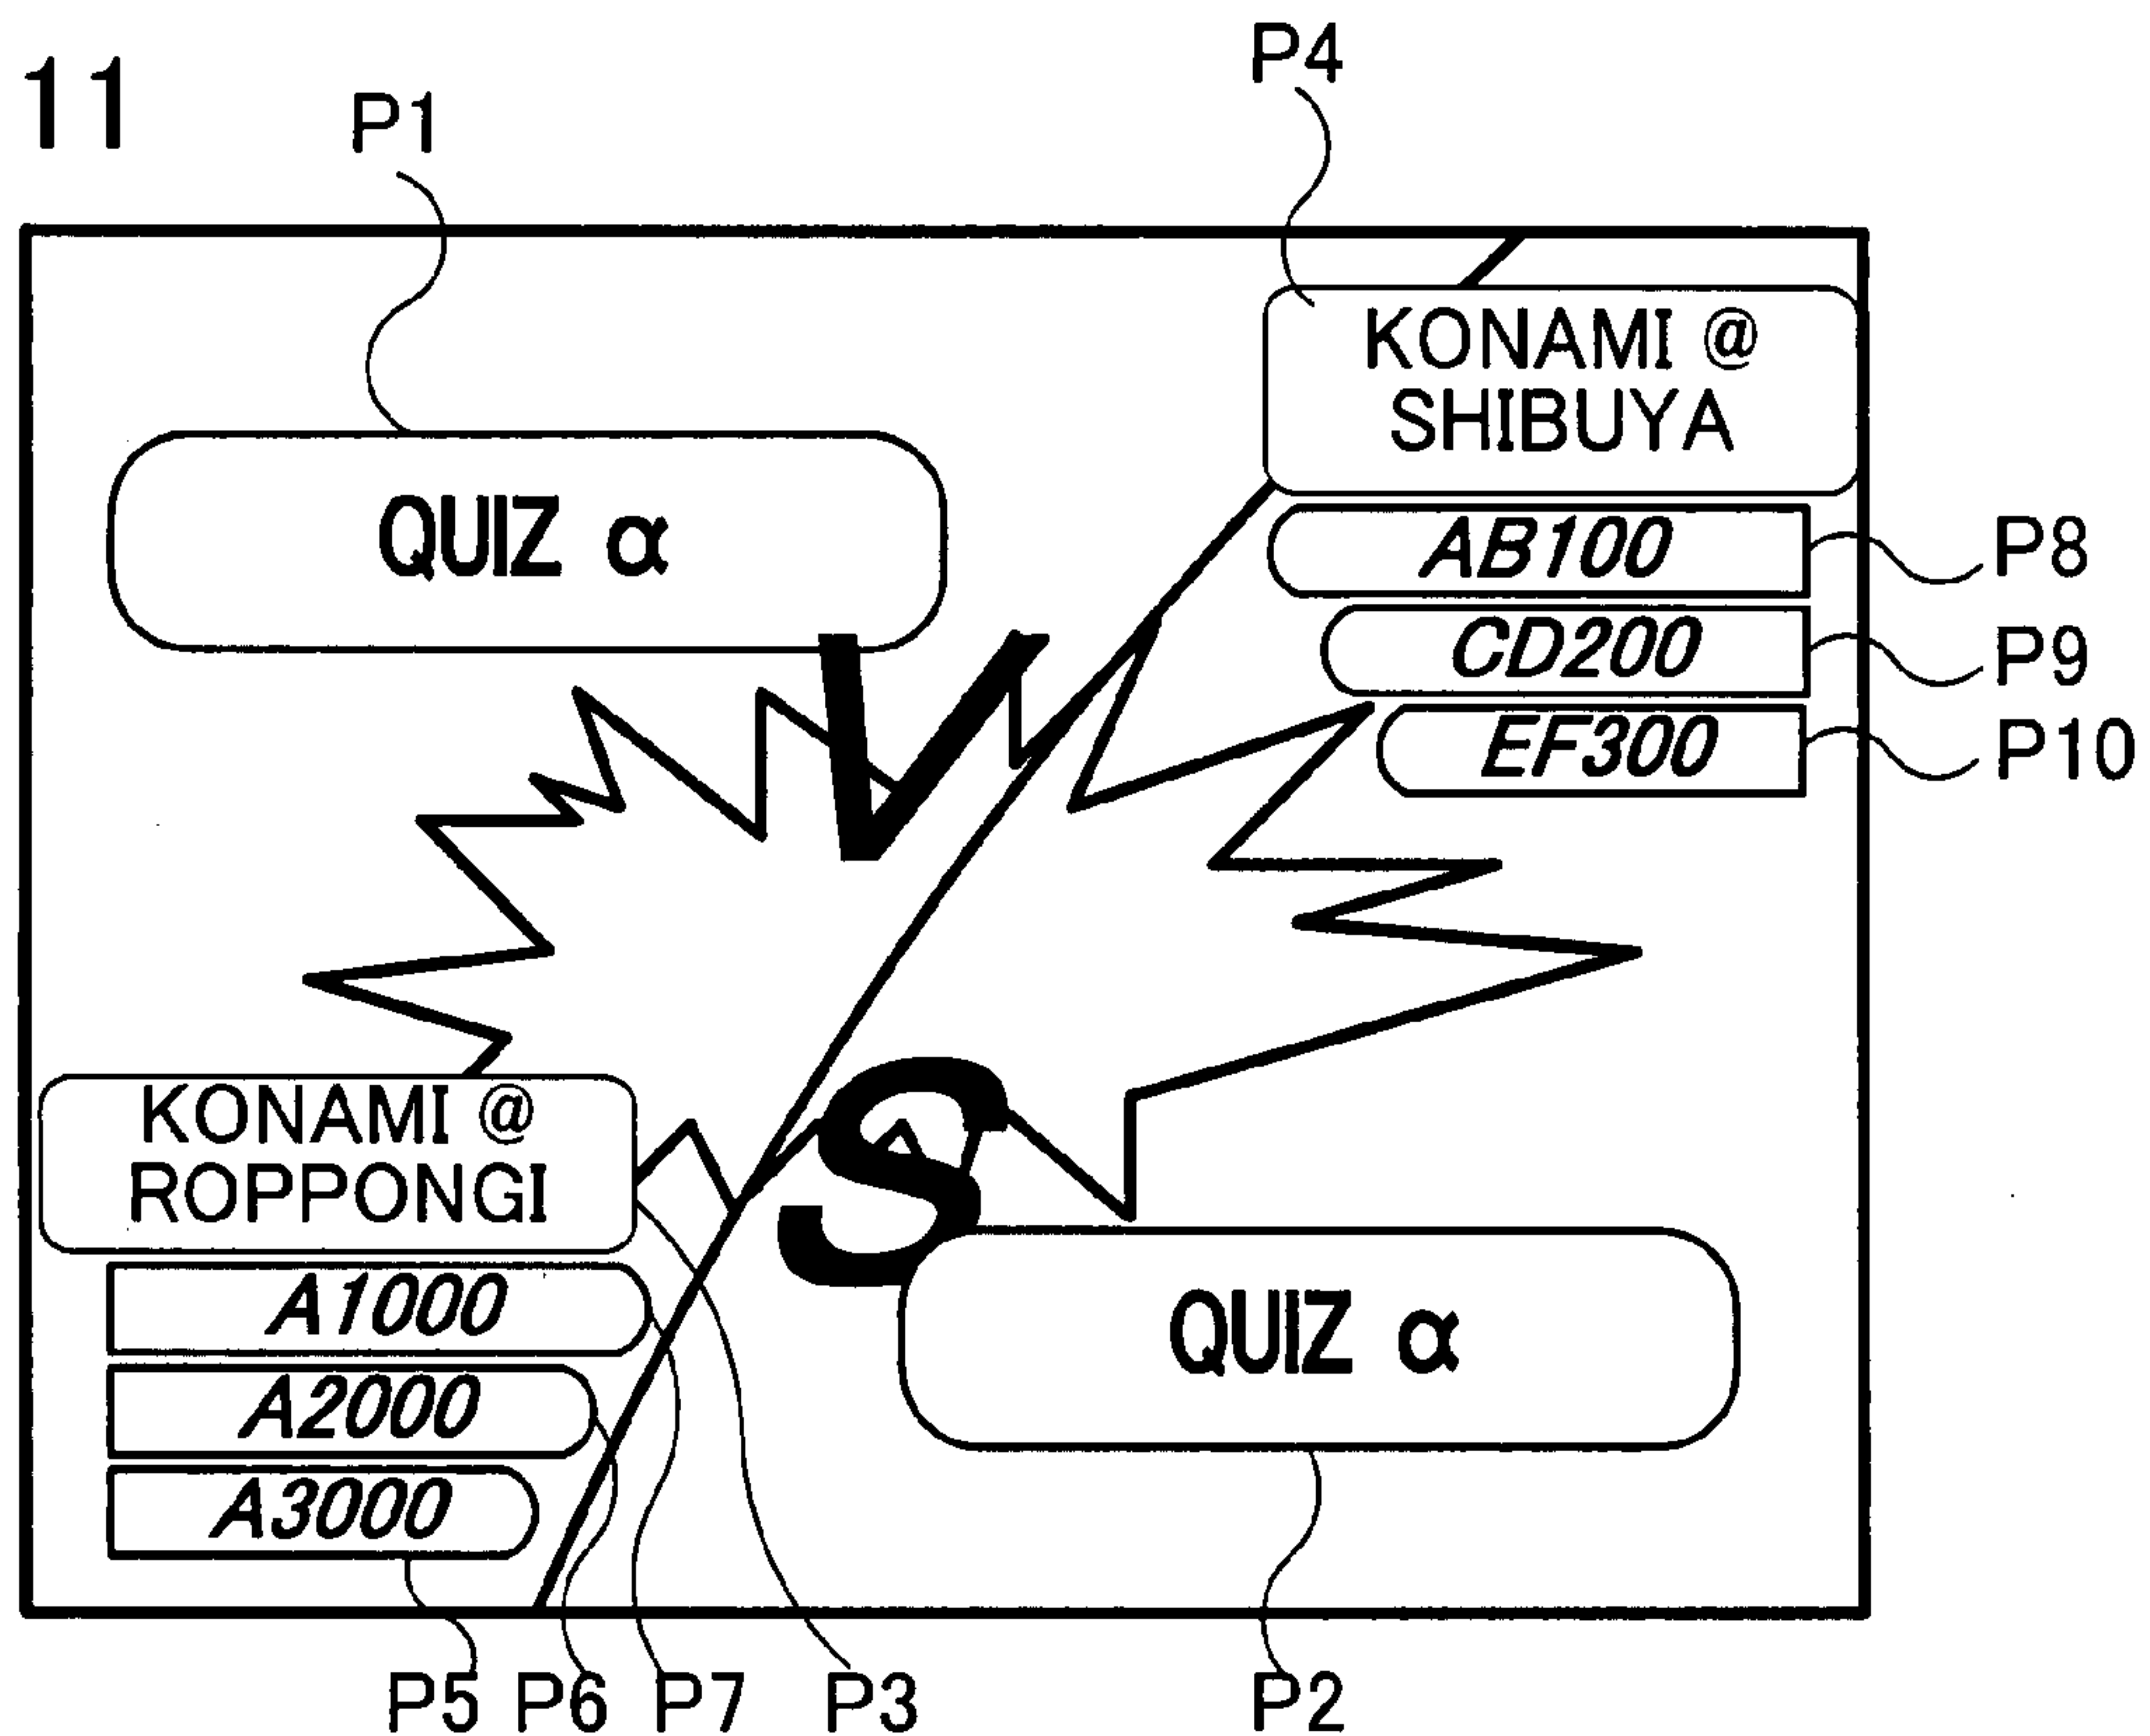 11
P1
P4
KONAMI @
SHIBUYA
QUIZ α
AB100
P8
CD200
P9
EF300
P10
V
S
KONAMI @
ROPPONGI
A1000
A2000
A3000
QUIZ α
P5 P6 P7 P3 P2